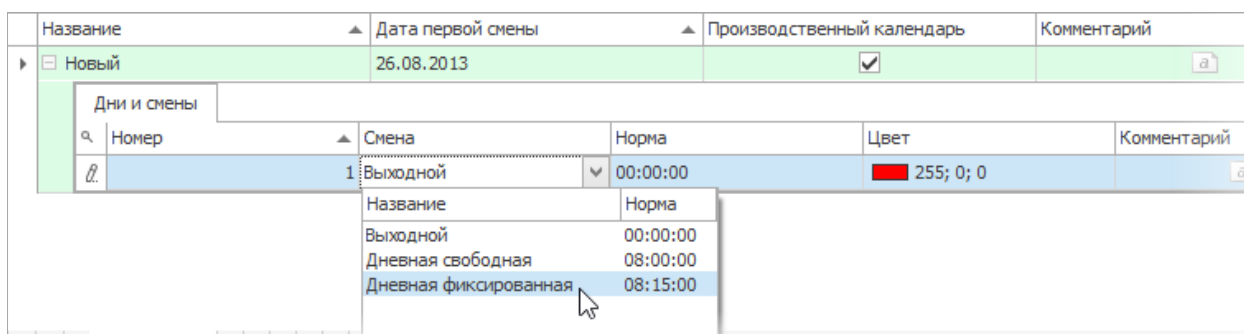 Название Дата первой смены Производственный календарь Комментарий
Новый 26.08.2013 a
Дни и смены
Номер Смена Норма Цвет Комментарий
1 Выходной 00:00:00 255; 0; 0 a
Название Норма
Выходной 00:00:00
Дневная свободная 08:00:00
Дневная фиксированная 08:15:00